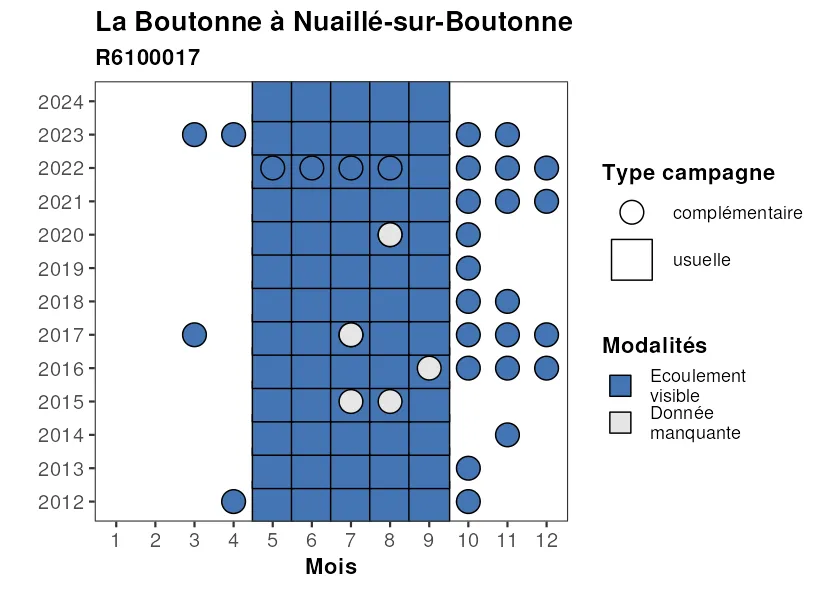 La Boutonne à Nuaillé-sur-Boutonne
R6100017
2024
2023
2022
2021
2020
2019
2018
2017
2016
2015
2014
2013
2012
1 2 3 4 5 6 7 8 9 10 11 12
Mois
Type campagne
complémentaire
usuelle
Modalités
Ecoulement
visible
Donnée
manquante